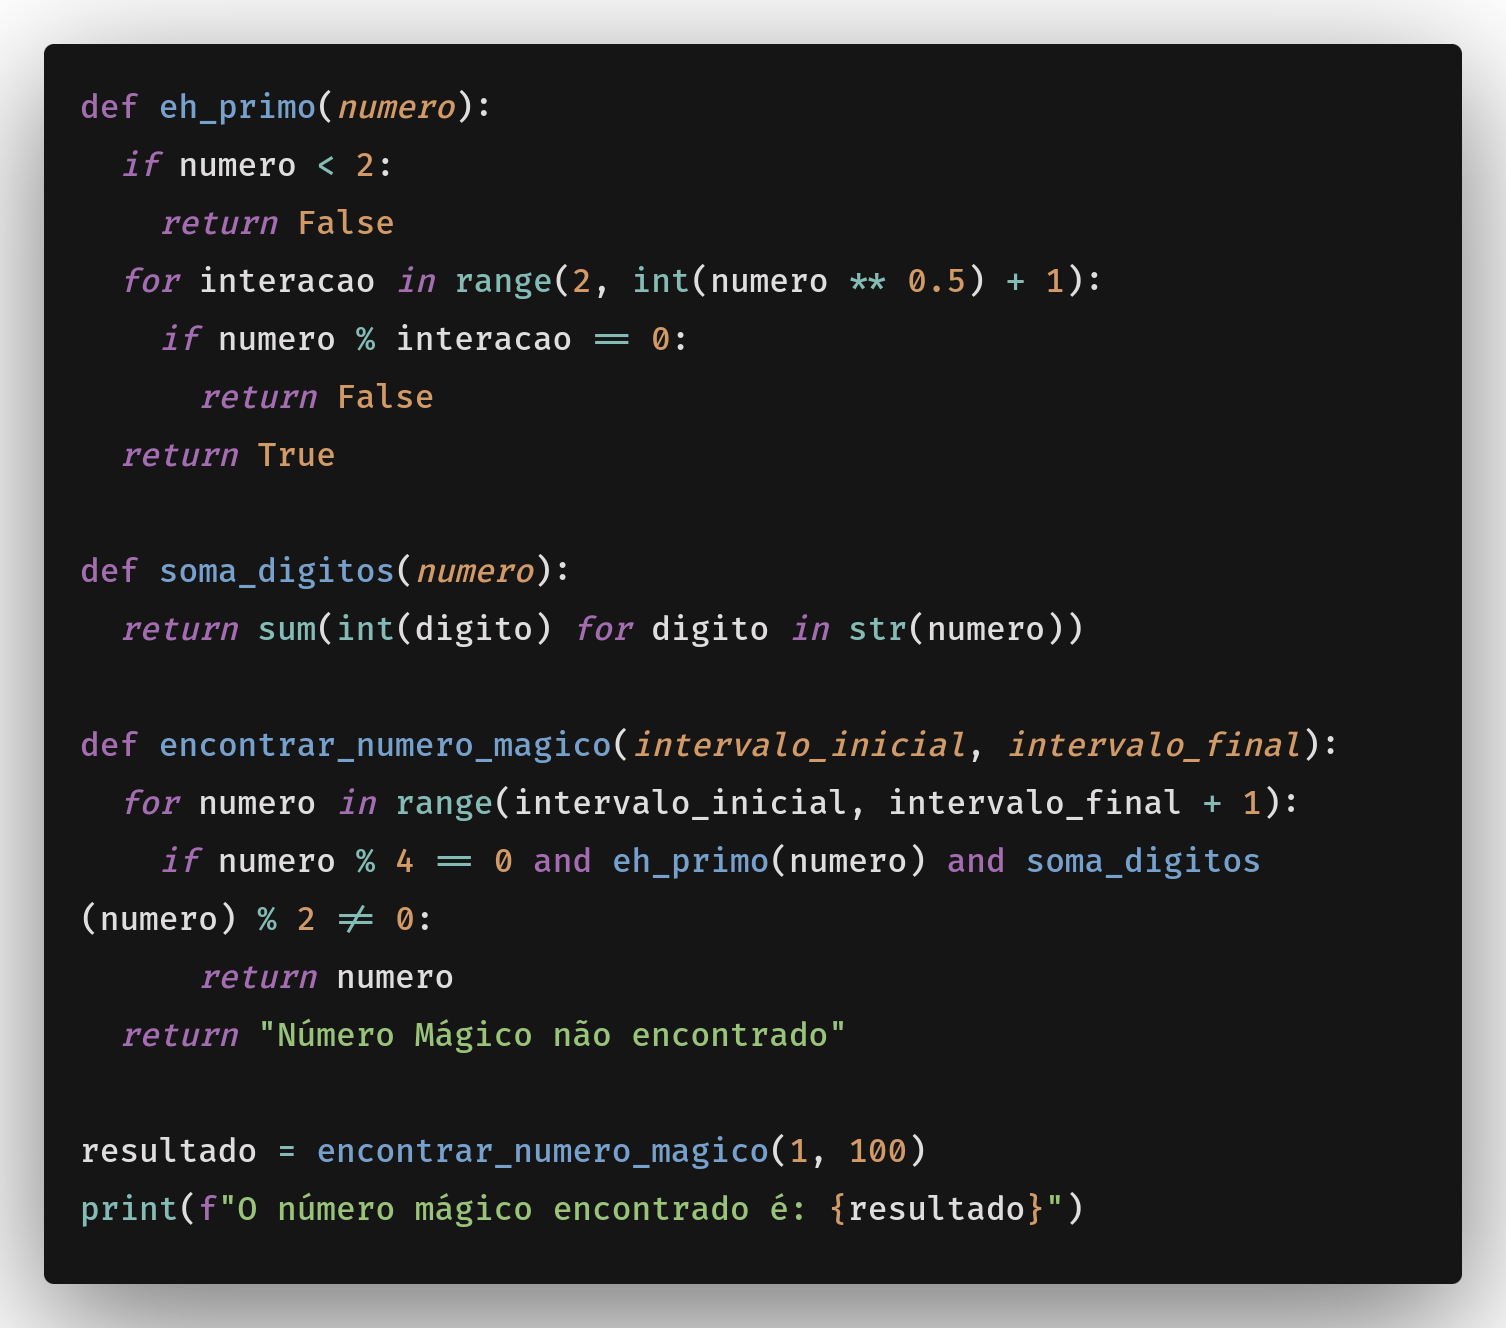 def eh_primo(numero):
  if numero < 2:
    return False
  for interacao in range(2, int(numero ** 0.5) + 1):
    if numero % interacao == 0:
      return False
  return True

def soma_digitos(numero):
  return sum(int(digito) for digito in str(numero))

def encontrar_numero_magico(intervalo_inicial, intervalo_final):
  for numero in range(intervalo_inicial, intervalo_final + 1):
    if numero % 4 == 0 and eh_primo(numero) and soma_digitos
(numero) % 2 != 0:
      return numero
  return "Número Mágico não encontrado"

resultado = encontrar_numero_magico(1, 100)
print(f"O número mágico encontrado é: {resultado}")